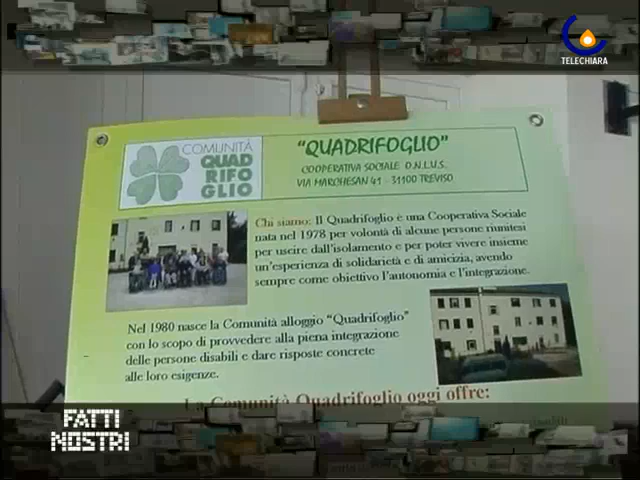 TELECHIARA
COMUNITÀ
QUAD
RIFO
GLIO
"QUADRIFOGLIO"
COOPERATIVA SOCIALE O.N.L.U.S.
VIA MARCHESAN 41 - 31100 TREVISO
Chi siamo: Il Quadrifoglio è una Cooperativa Sociale
nata nel 1978 per volontà di alcune persone riunitesi
per uscire dall'isolamento e per poter vivere insieme
un'esperienza di solidarietà e di amicizia, avendo
sempre come obiettivo l'autonomia e l'integrazione.
Nel 1980 nasce la Comunità alloggio "Quadrifoglio"
con lo scopo di provvedere alla piena integrazione
delle persone disabili e dare risposte concrete
alle loro esigenze.
La Comunità Quadrifoglio oggi offre:
FATTI
NOSTRI